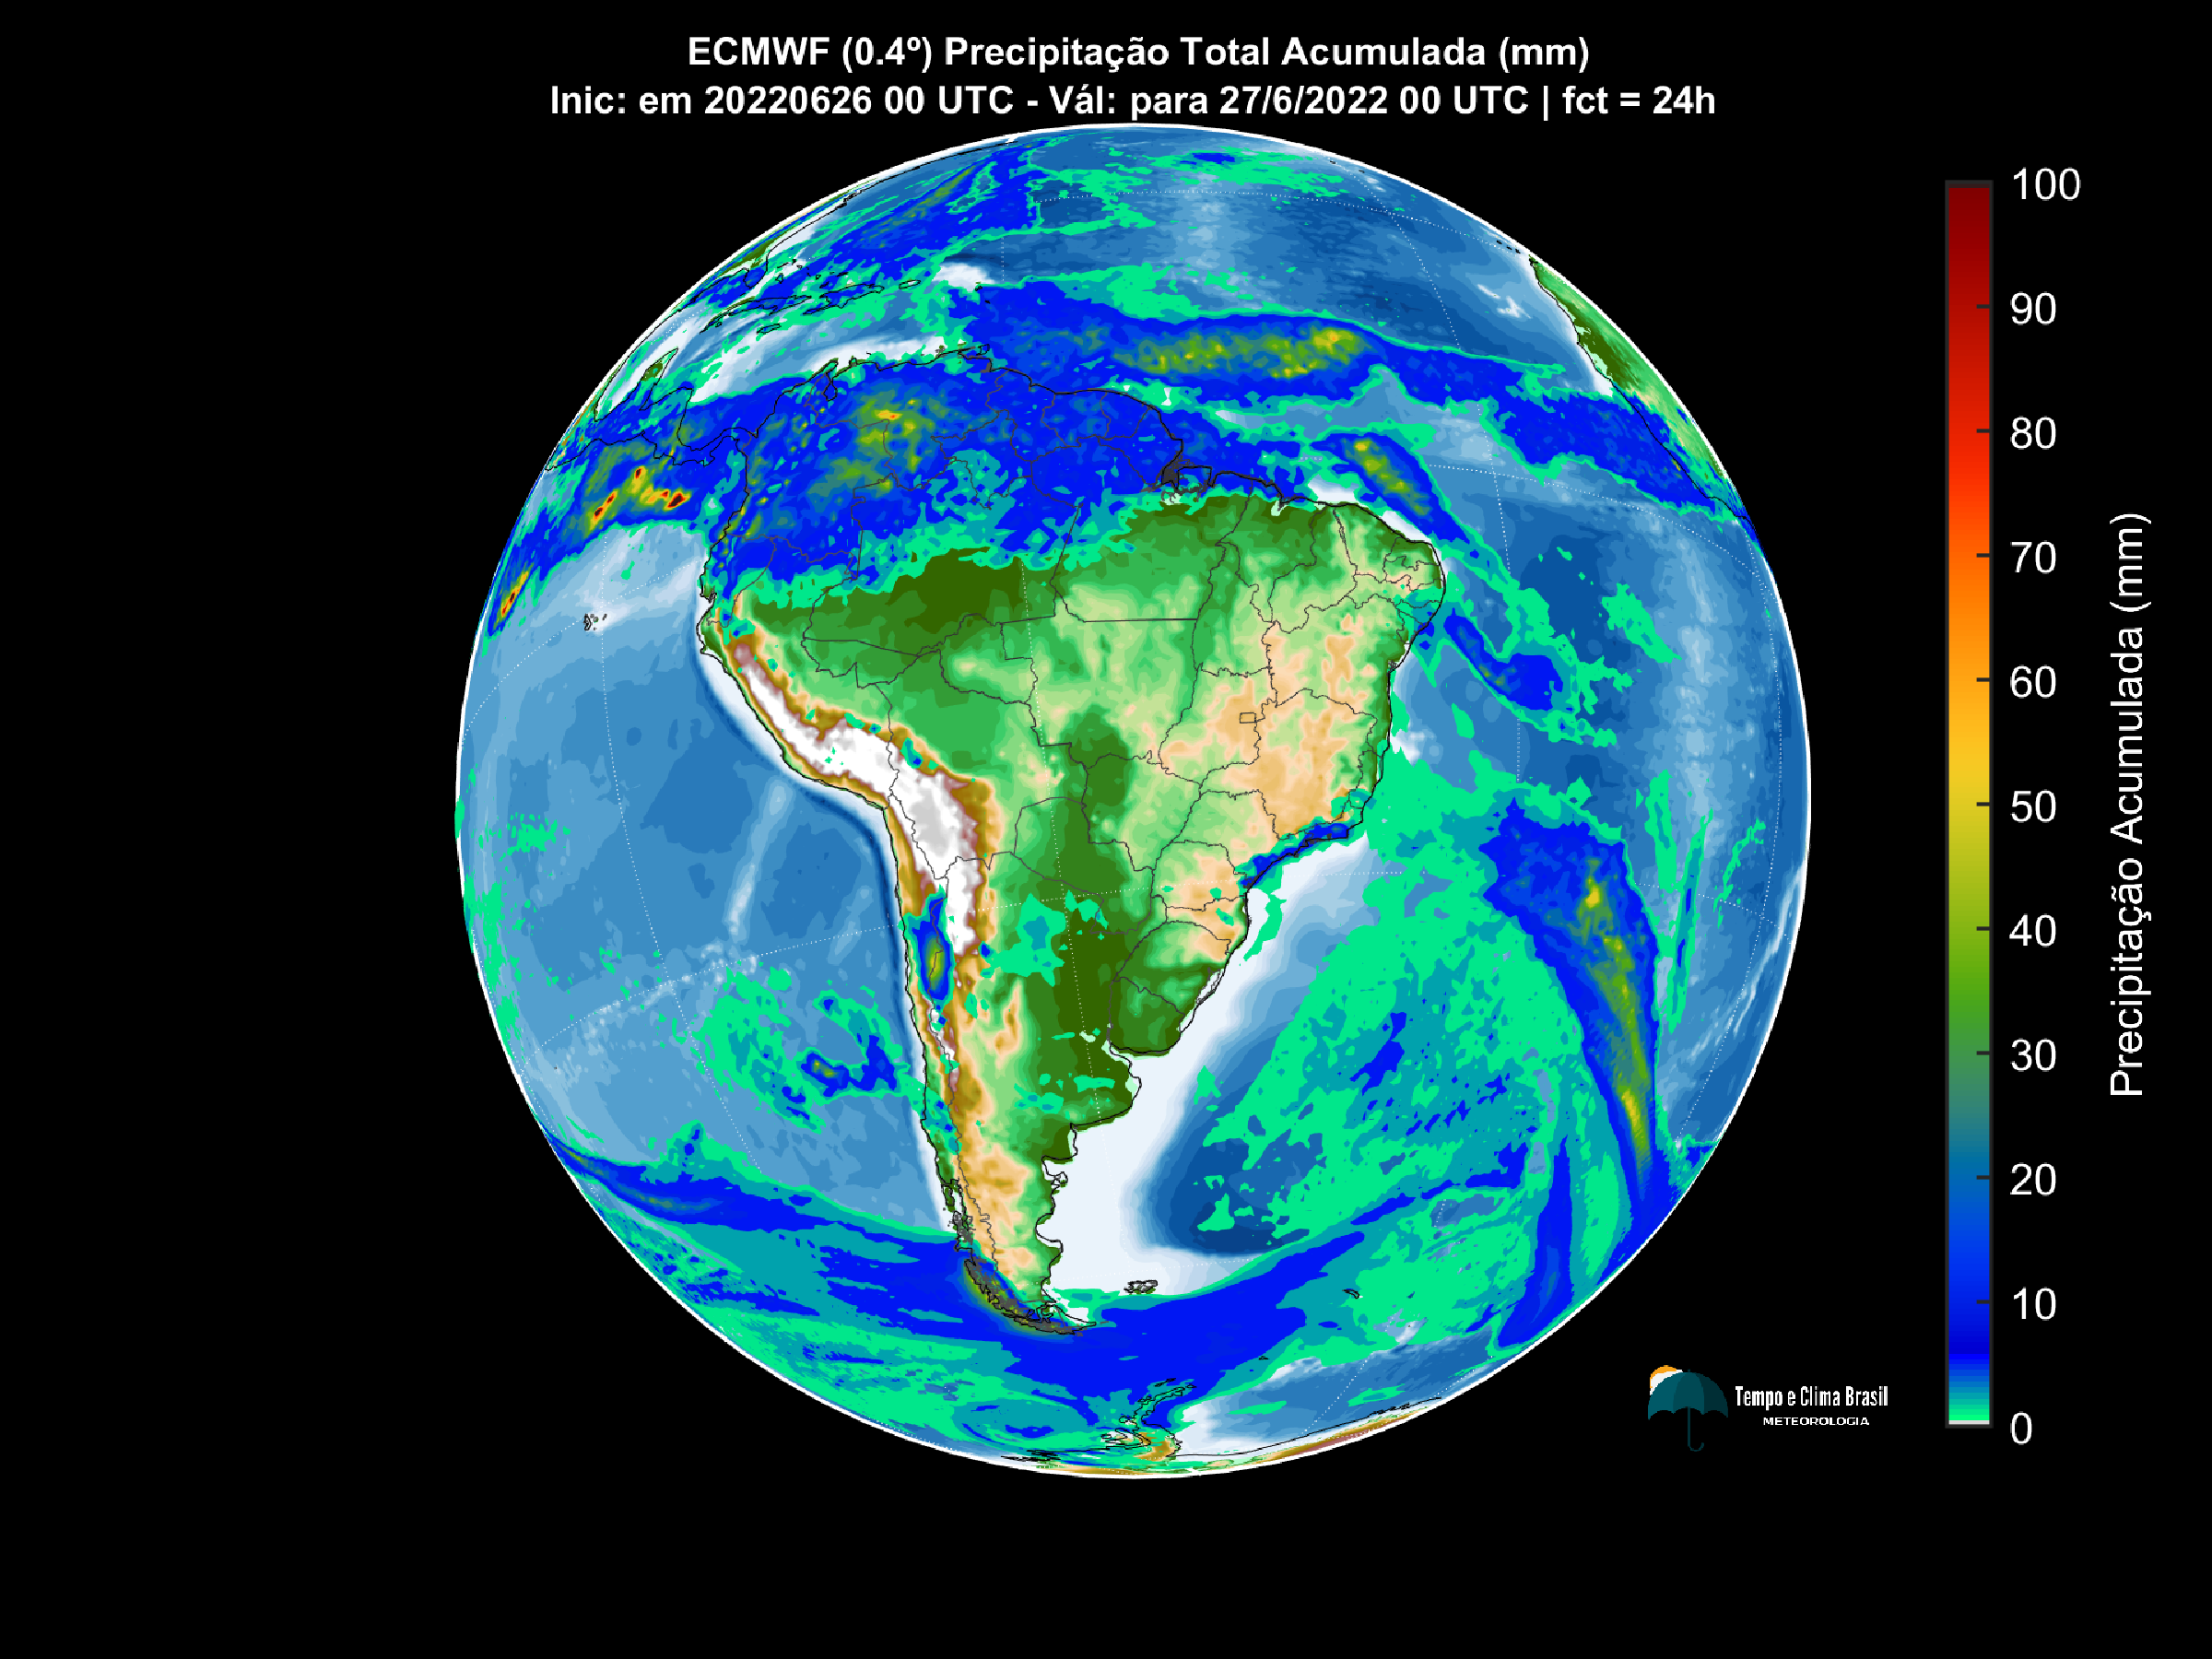 ECMWF (0.4º) Precipitação Total Acumulada (mm)
Inic: em 20220626 00 UTC - Vál: para 27/6/2022 00 UTC | fct = 24h
100
90
80
70
60
50
40
30
20
10
0
Precipitação Acumulada (mm)
Tempo e Clima Brasil
METEOROLOGIA